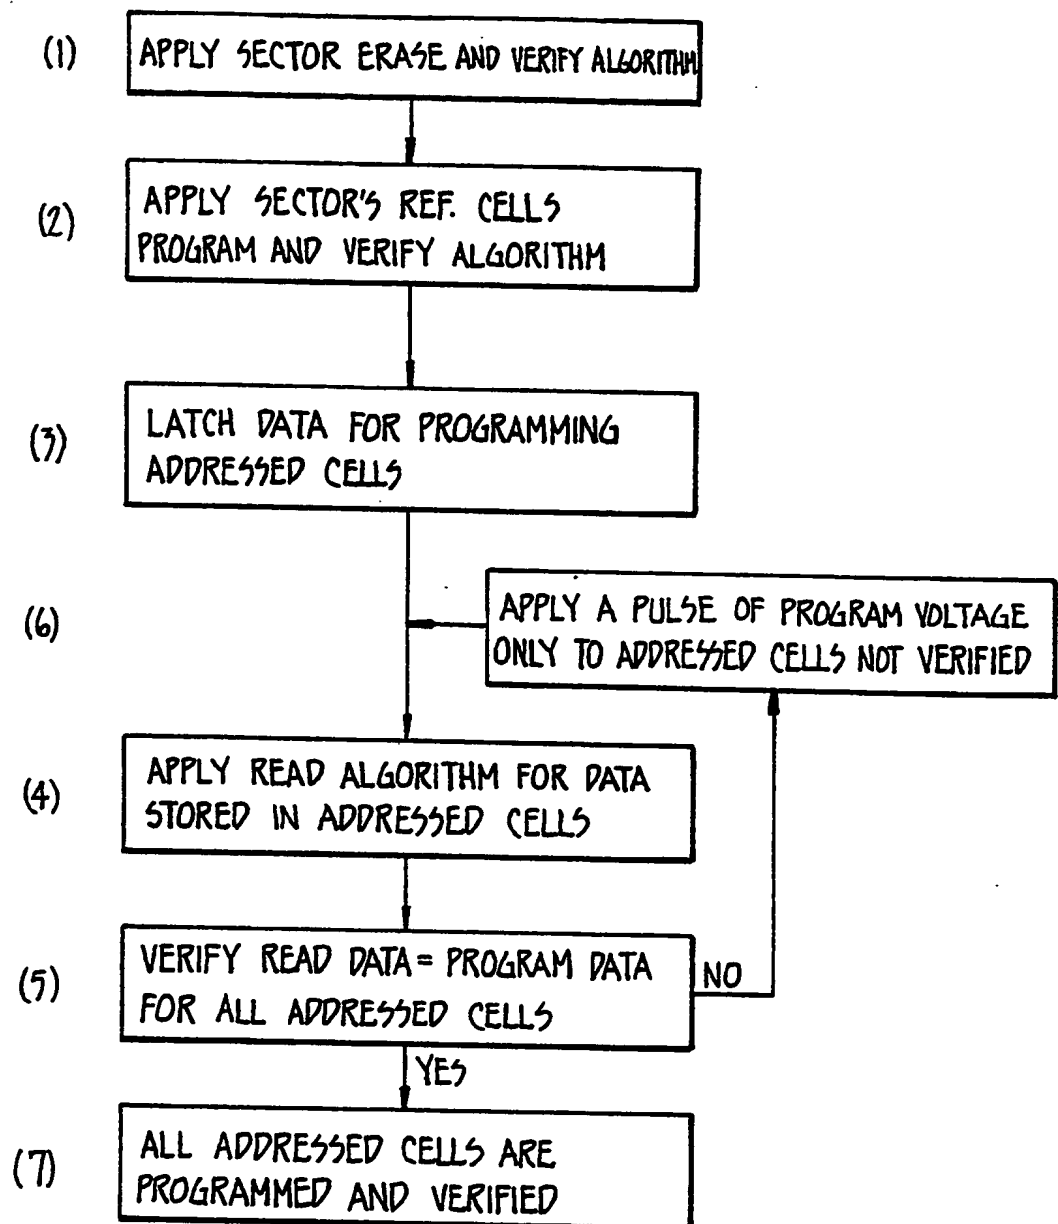 (1) APPLY SECTOR ERASE AND VERIFY ALGORITHM
(2) APPLY SECTOR'S REF. CELLS
PROGRAM AND VERIFY ALGORITHM
(3) LATCH DATA FOR PROGRAMMING
ADDRESSED CELLS
(6) APPLY A PULSE OF PROGRAM VOLTAGE
ONLY TO ADDRESSED CELLS NOT VERIFIED
(4) APPLY READ ALGORITHM FOR DATA
STORED IN ADDRESSED CELLS
(5) VERIFY READ DATA = PROGRAM DATA
FOR ALL ADDRESSED CELLS
NO
YES
(7) ALL ADDRESSED CELLS ARE
PROGRAMMED AND VERIFIED